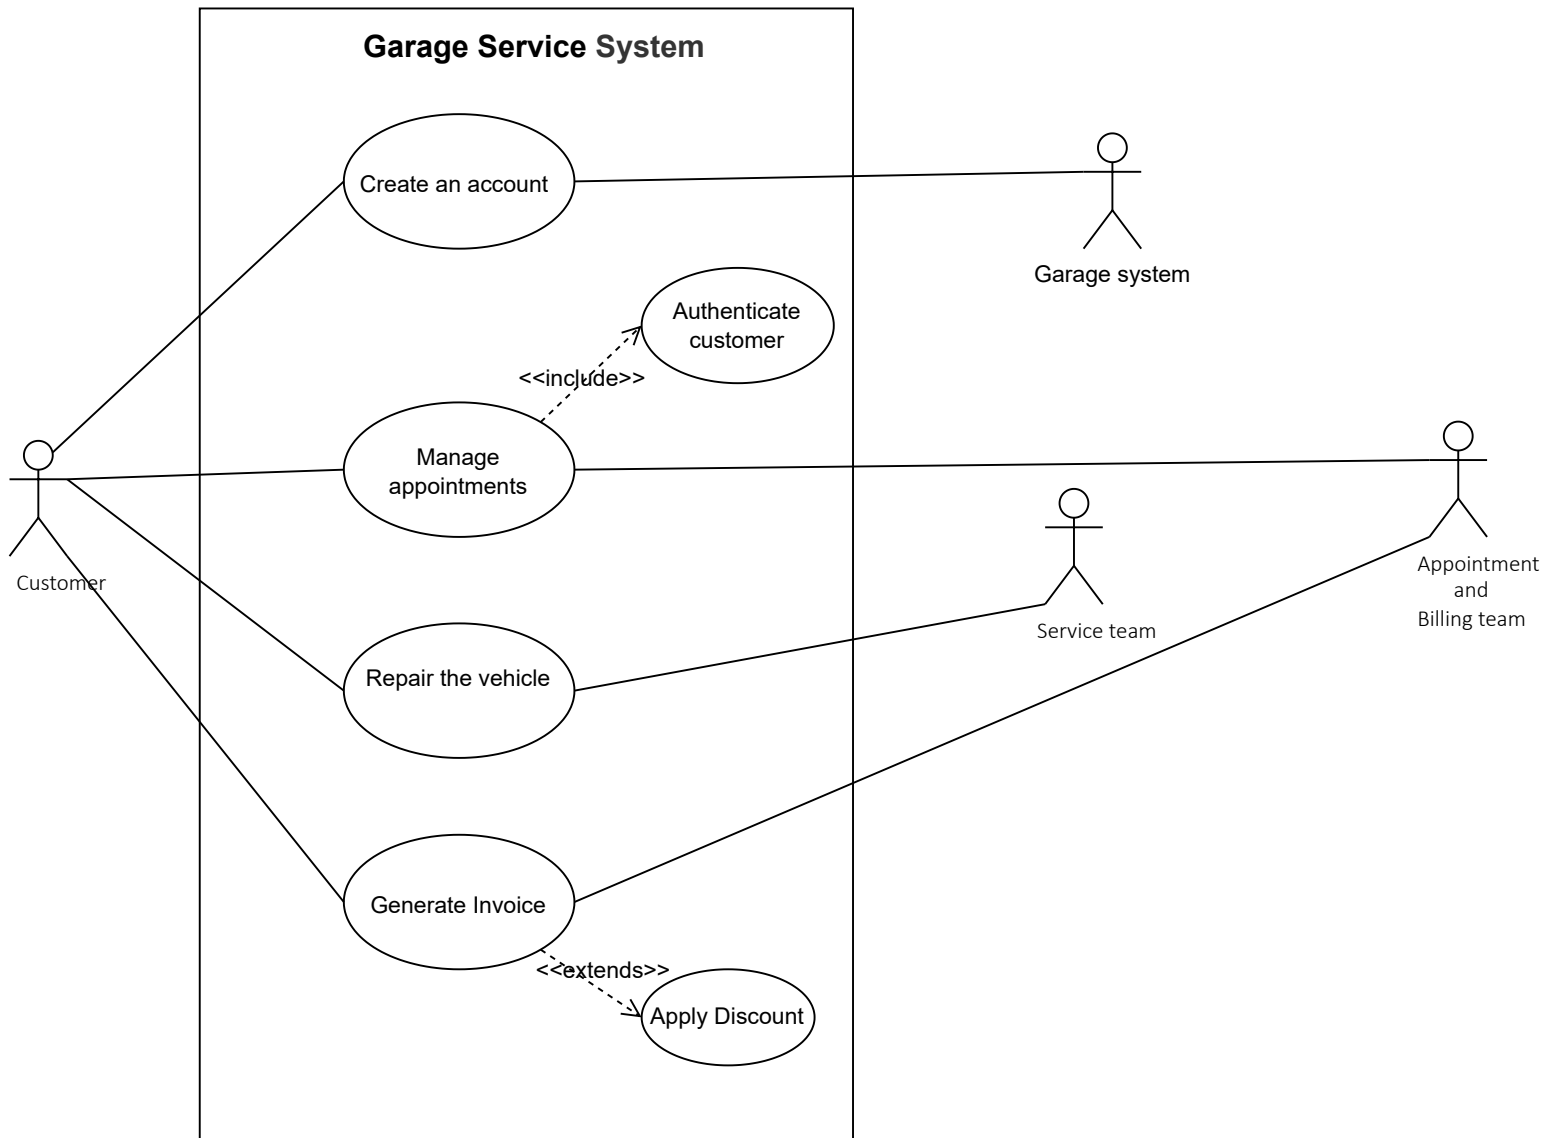 Garage Service System
Create an account
Garage system
Authenticate
customer
<<include>>
Manage
appointments
Customer
Appointment
and
Billing team
Service team
Repair the vehicle
Generate Invoice
<<extends>>
Apply Discount